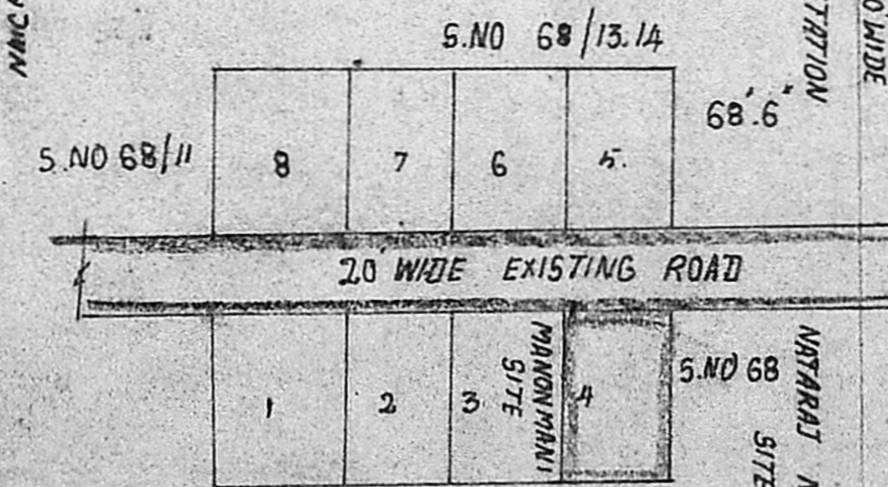 S.NO 68/13.14
TATION
O WIDE
68'.6"
S.NO 68/11
8
7
6
5.
20' WIDE EXISTING ROAD
1
2
3
MANONMANI
SITE
4
S.NO 68
NATARAJ
SITE